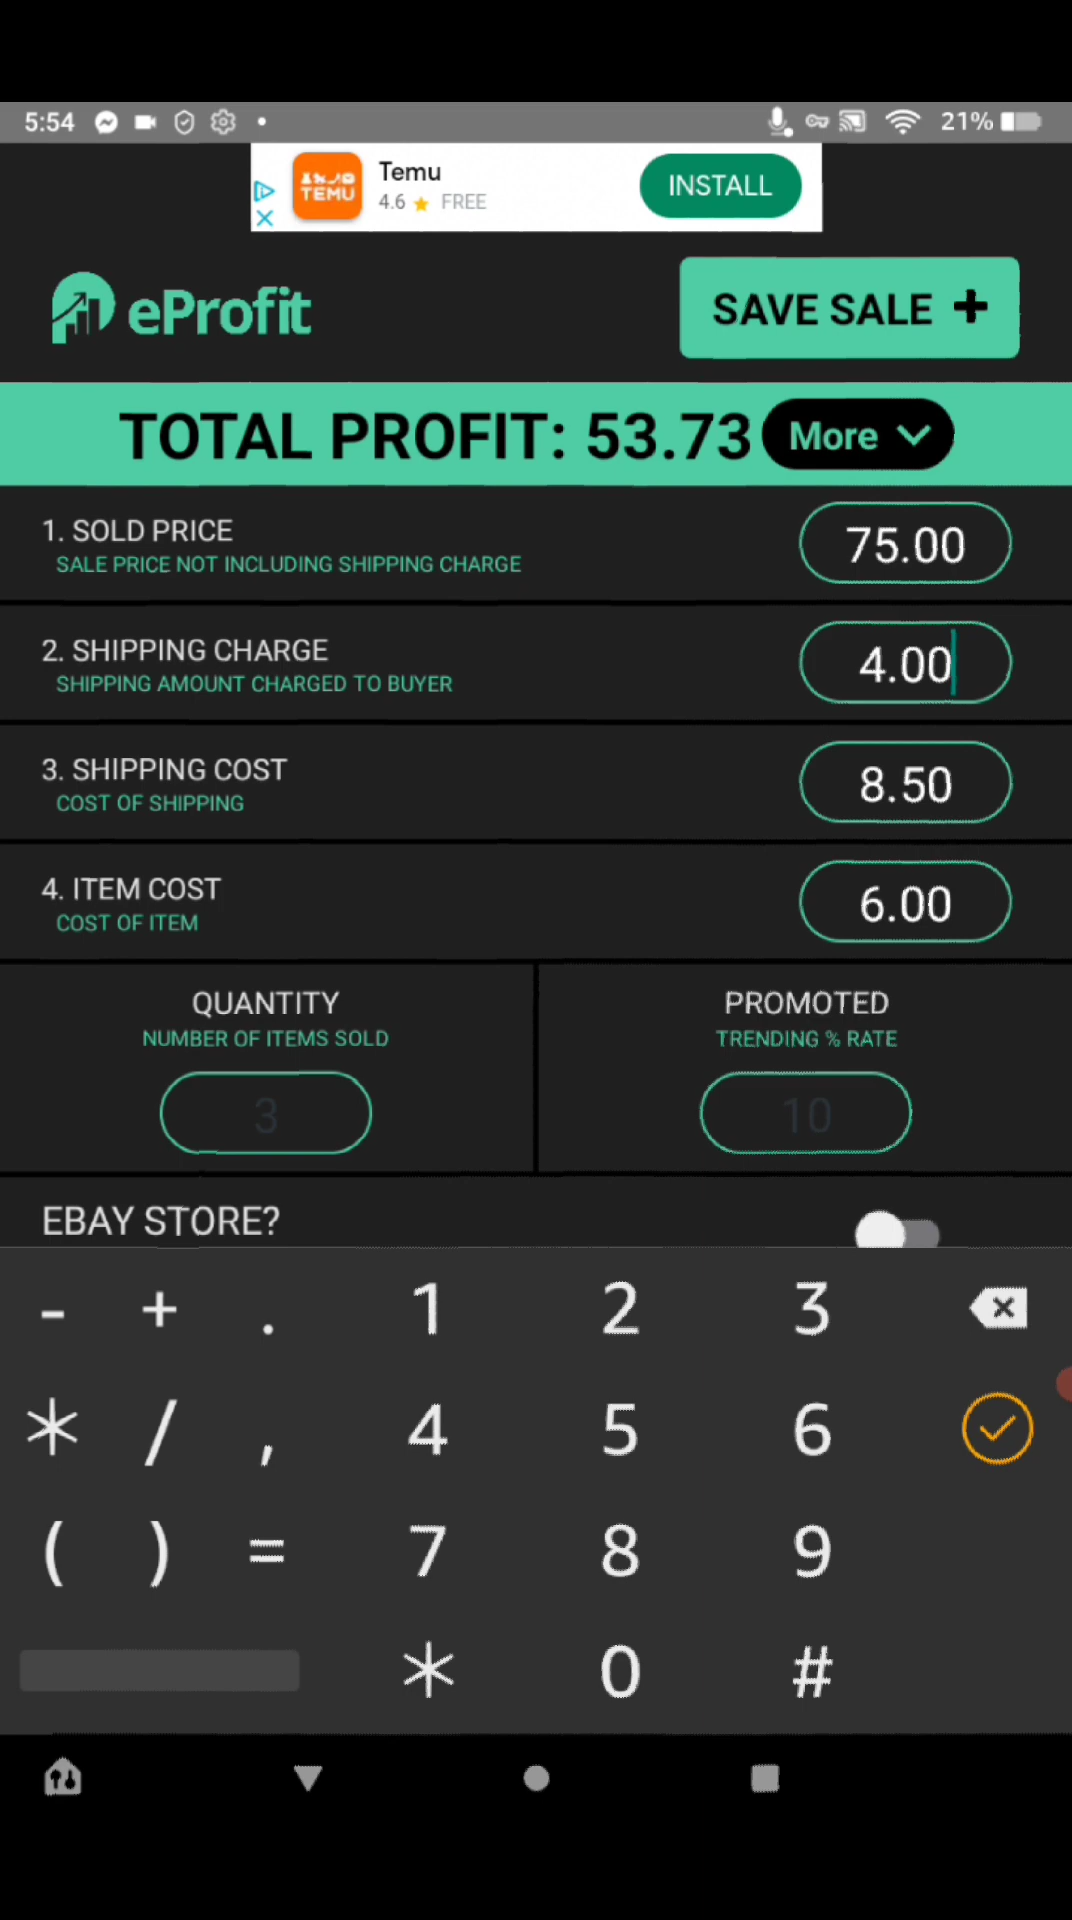 5:54 21%
Temu
4.6 FREE
TEMU
INSTALL
eProfit
SAVE SALE +
TOTAL PROFIT: 53.73 More
1. SOLD PRICE
SALE PRICE NOT INCLUDING SHIPPING CHARGE
75.00
2. SHIPPING CHARGE
SHIPPING AMOUNT CHARGED TO BUYER
4.00
3. SHIPPING COST
COST OF SHIPPING
8.50
4. ITEM COST
COST OF ITEM
6.00
QUANTITY
NUMBER OF ITEMS SOLD
3
PROMOTED
TRENDING % RATE
10
EBAY STORE?
- + . 1 2 3
* / , 4 5 6
( ) = 7 8 9
* 0 #